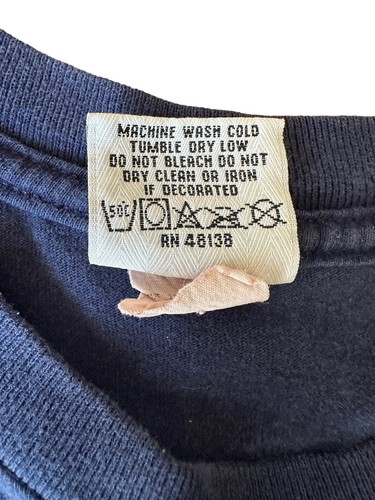 MACHINE WASH COLD
TUMBLE DRY LOW
DO NOT BLEACH DO NOT
DRY CLEAN OR IRON
IF DECORATED
50C
RN 48138